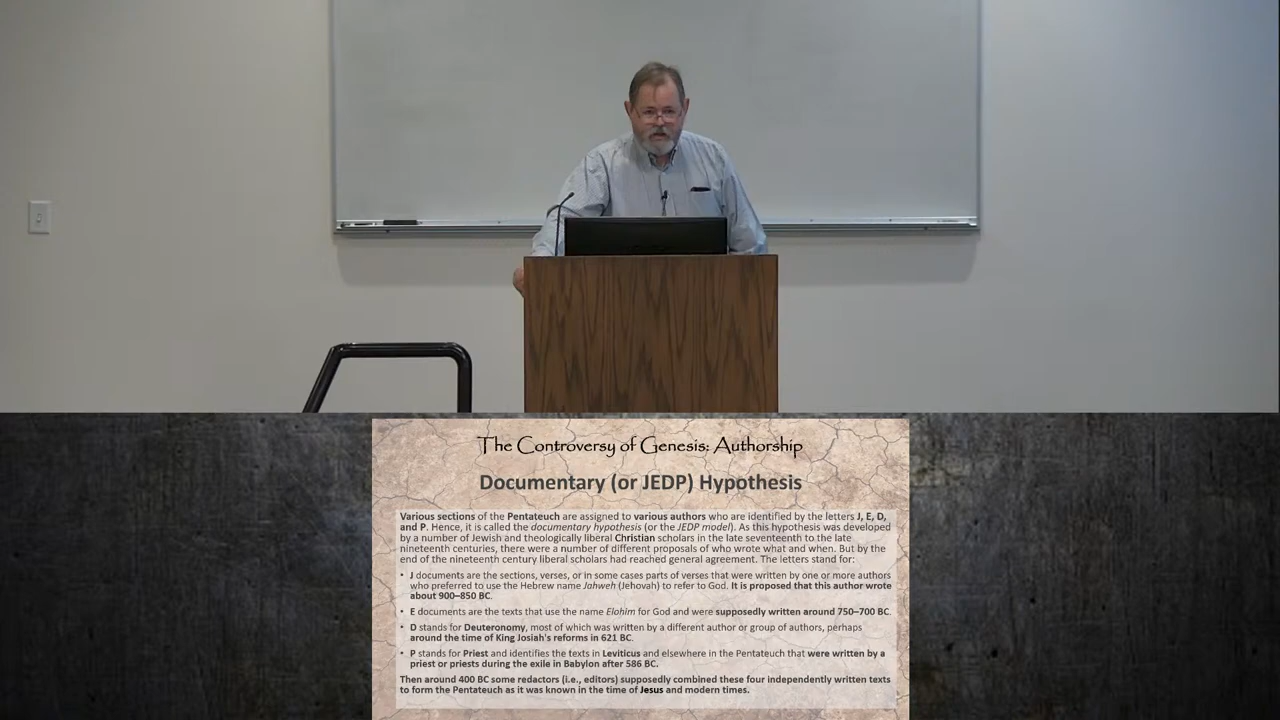 The Controversy of Genesis: Authorship
Documentary (or JEDP) Hypothesis
Various sections of the Pentateuch are assigned to various authors who are identified by the letters J, E, D,
and P. Hence, it is called the documentary hypothesis (or the JEDP model). As this hypothesis was developed
by a number of Jewish and theologically liberal Christian scholars in the late seventeenth to the late
nineteenth centuries, there were a number of different proposals of who wrote what and when. But by the
end of the nineteenth century liberal scholars had reached general agreement. The letters stand for:
• J documents are the sections, verses, or in some cases parts of verses that were written by one or more authors
who preferred to use the Hebrew name Jahweh (Jehovah) to refer to God. It is proposed that this author wrote
about 900–850 BC.
• E documents are the texts that use the name Elohim for God and were supposedly written around 750–700 BC.
• D stands for Deuteronomy, most of which was written by a different author or group of authors, perhaps
around the time of King Josiah's reforms in 621 BC.
• P stands for Priest and identifies the texts in Leviticus and elsewhere in the Pentateuch that were written by a
priest or priests during the exile in Babylon after 586 BC.
Then around 400 BC some redactors (i.e., editors) supposedly combined these four independently written texts
to form the Pentateuch as it was known in the time of Jesus and modern times.